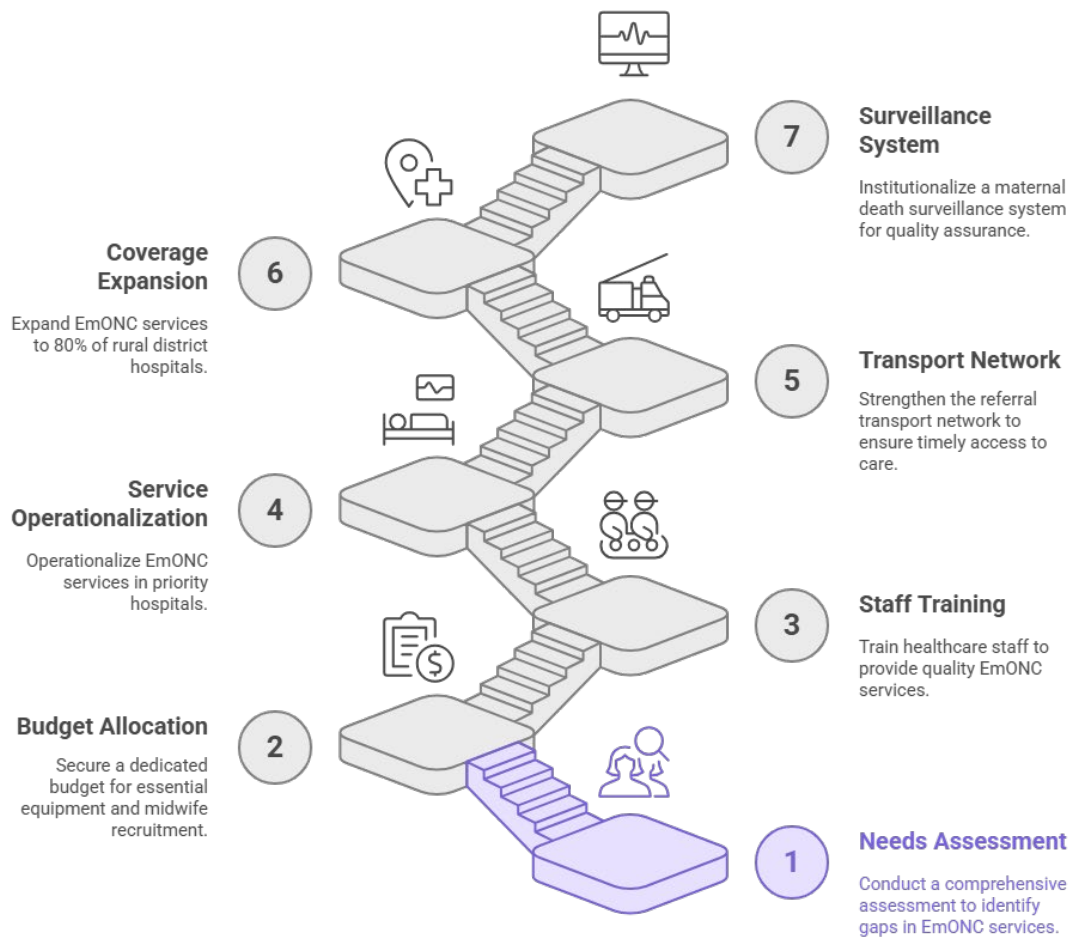 7
Surveillance
System
Institutionalize a maternal
death surveillance system
for quality assurance.
Coverage
Expansion
6
Expand EmONC services
to 80% of rural district
hospitals.
5
Transport Network
Strengthen the referral
transport network to
ensure timely access to
care.
Service
Operationalization
4
Operationalize EmONC
services in priority
hospitals.
3
Staff Training
Train healthcare staff to
provide quality EmONC
services.
$
Budget Allocation
2
Secure a dedicated
budget for essential
equipment and midwife
recruitment.
1
Needs Assessment
Conduct a comprehensive
assessment to identify
gaps in EmONC services.